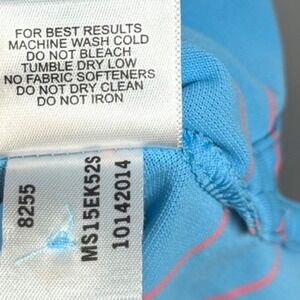 FOR BEST RESULTS
MACHINE WASH COLD
DO NOT BLEACH
TUMBLE DRY LOW
NO FABRIC SOFTENERS
DO NOT DRY CLEAN
DO NOT IRON
8255
MS15EK52S
10142014